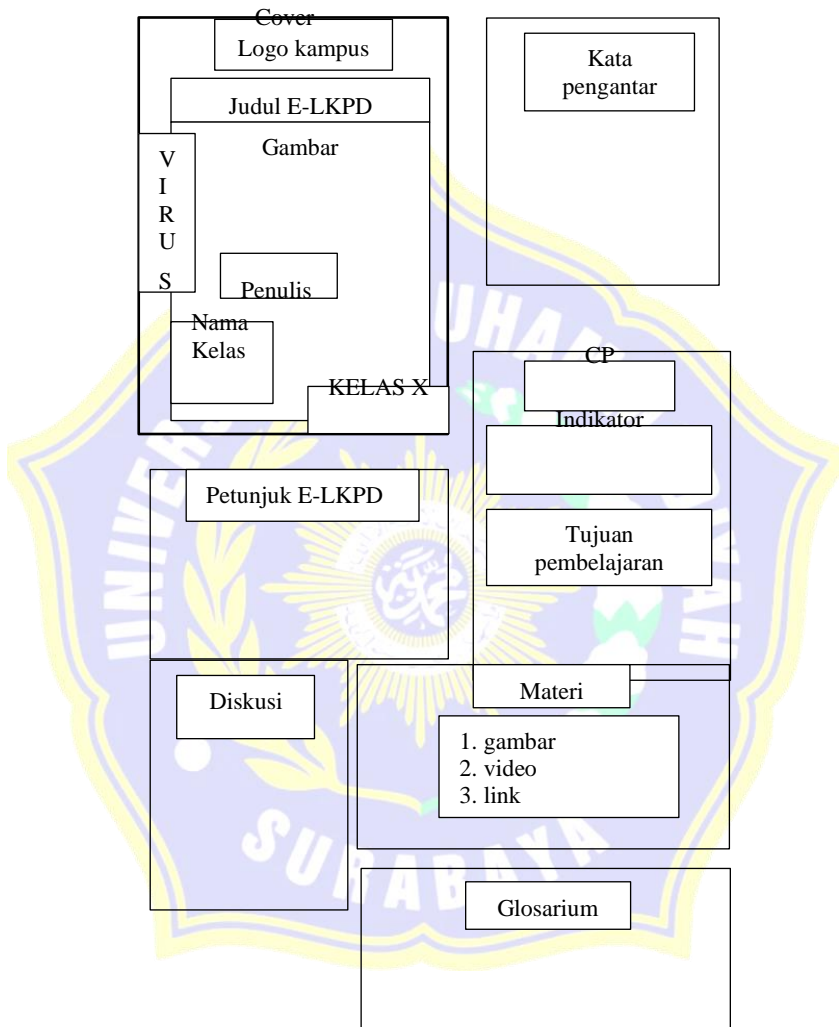 Cover
Logo kampus
Judul E-LKPD
Gambar
V
I
R
U
S
Penulis
Nama
Kelas
KELAS X
Kata
pengantar
CP
Indikator
Tujuan
pembelajaran
Petunjuk E-LKPD
Diskusi
Materi
1. gambar
2. video
3. link
Glosarium
SURABAYA